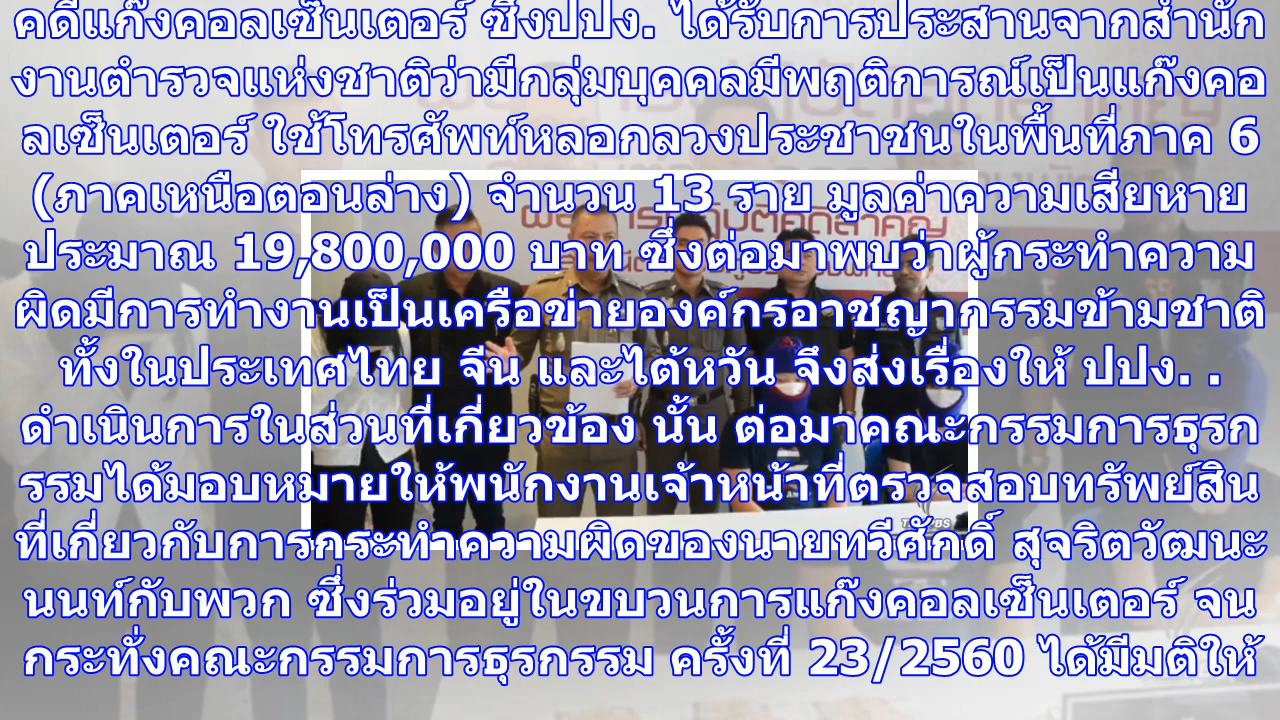 คดีแก๊งคอลเซ็นเตอร์ ซึ่งปปง. ได้รับการประสานจากสำนัก
งานตำรวจแห่งชาติว่ามีกลุ่มบุคคลมีพฤติการณ์เป็นแก๊งคอ
ลเซ็นเตอร์ ใช้โทรศัพท์หลอกลวงประชาชนในพื้นที่ภาค 6
(ภาคเหนือตอนล่าง) จำนวน 13 ราย มูลค่าความเสียหาย
ประมาณ 19,800,000 บาท ซึ่งต่อมาพบว่าผู้กระทำความ
ผิดมีการทำงานเป็นเครือข่ายองค์กรอาชญากรรมข้ามชาติ
ทั้งในประเทศไทย จีน และไต้หวัน จึงส่งเรื่องให้ ปปง. .
ดำเนินการในส่วนที่เกี่ยวข้อง นั้น ต่อมาคณะกรรมการธุรก
รรมได้มอบหมายให้พนักงานเจ้าหน้าที่ตรวจสอบทรัพย์สิน
ที่เกี่ยวกับการกระทำความผิดของนายทวีศักดิ์ สุจริตวัฒนะ
นนท์กับพวก ซึ่งร่วมอยู่ในขบวนการแก๊งคอลเซ็นเตอร์ จน
กระทั่งคณะกรรมการธุรกรรม ครั้งที่ 23/2560 ได้มีมติให้